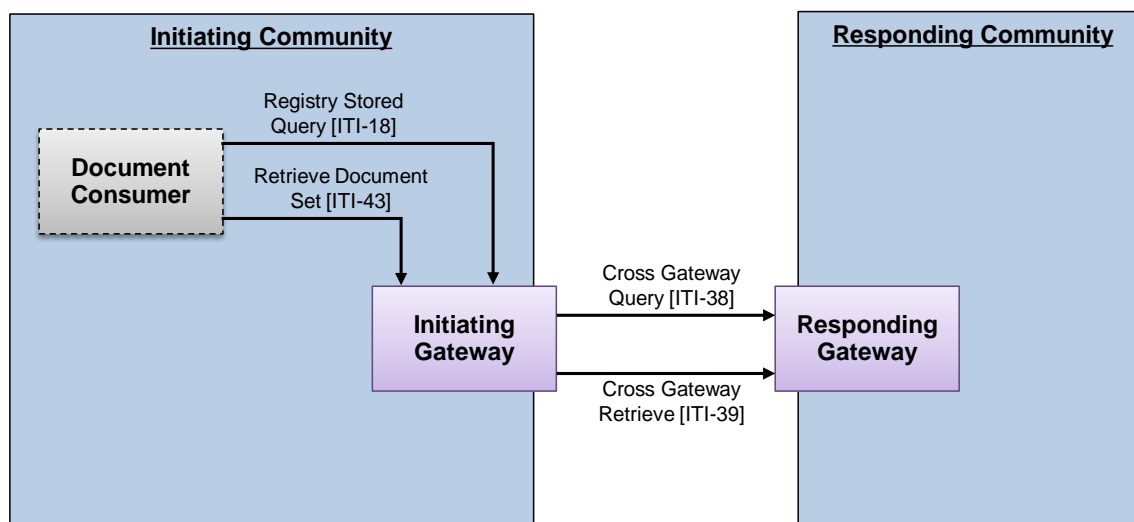 Initiating Community
Responding Community
Registry Stored
Query [ITI-18]
Document
Consumer
Retrieve Document
Set [ITI-43]
Cross Gateway
Query [ITI-38]
Initiating
Gateway
Responding
Gateway
Cross Gateway
Retrieve [ITI-39]